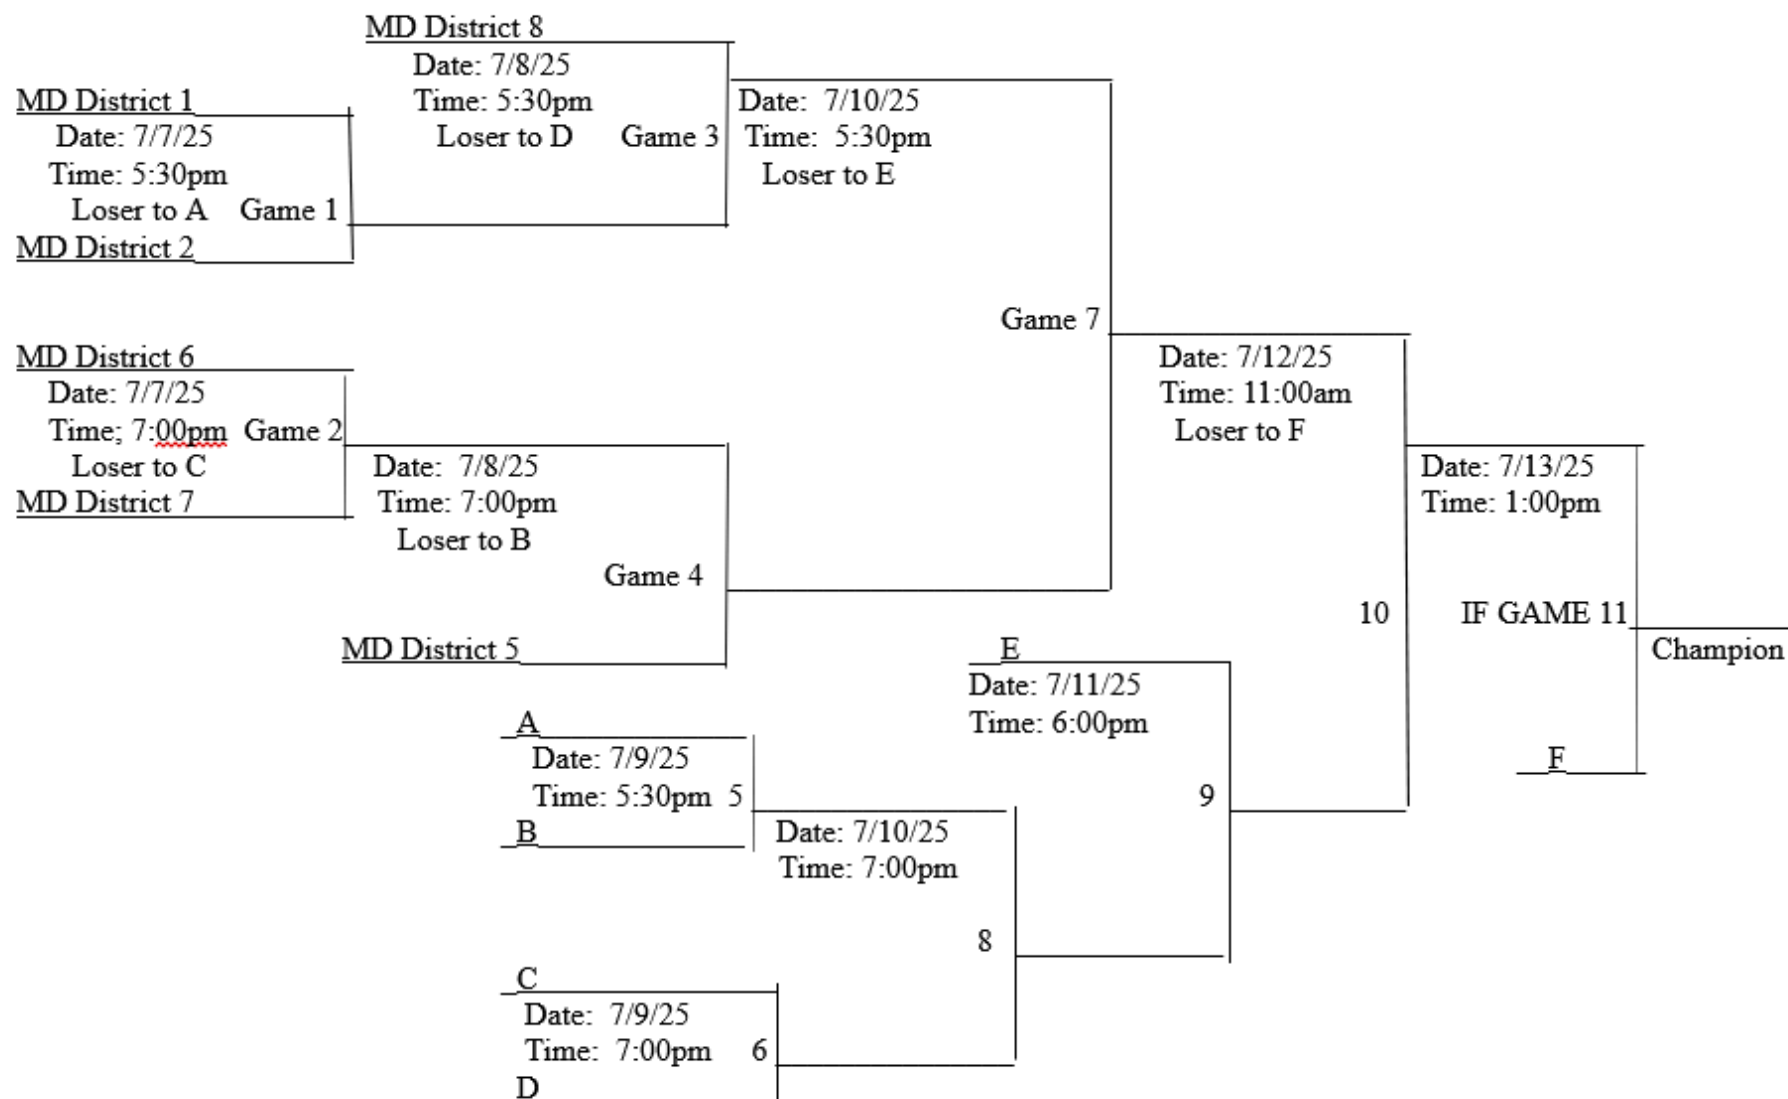 MD District 8
Date: 7/8/25
Time: 5:30pm
Loser to D
Game 3
MD District 1
Date: 7/7/25
Time: 5:30pm
Loser to A
Game 1
MD District 2
Date:  7/10/25
Time:  5:30pm
Loser to E
Game 7
MD District 6
Date: 7/7/25
Time; 7:00pm
Game 2
Loser to C
MD District 7
Date:  7/8/25
Time: 7:00pm
Loser to B
Game 4
MD District 5
Date: 7/12/25
Time: 11:00am
Loser to F
10
Date: 7/13/25
Time: 1:00pm
IF GAME 11
Champion
F
E
Date: 7/11/25
Time: 6:00pm
9
A
Date: 7/9/25
Time: 5:30pm
5
B
Date: 7/10/25
Time: 7:00pm
8
C
Date:  7/9/25
Time:  7:00pm
6
D